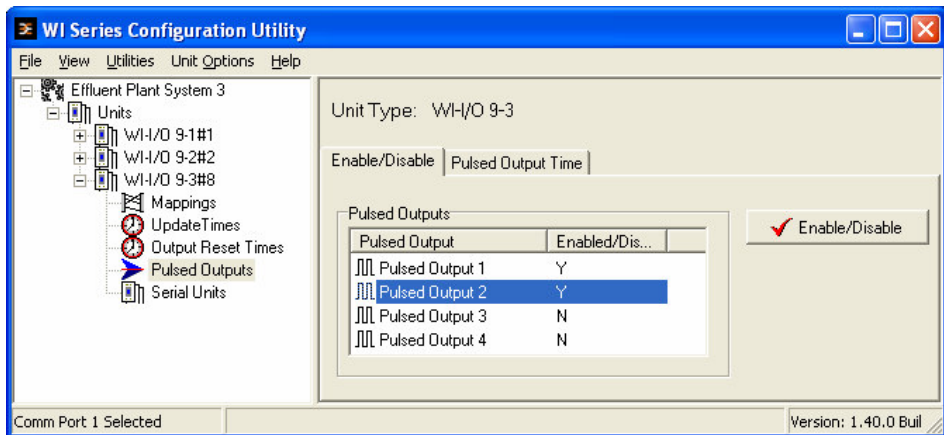 WI Series Configuration Utility
File View Utilities Unit Options Help
Effluent Plant System 3
Units
WI-I/O 9-1#1
WI-I/O 9-2#2
WI-I/O 9-3#8
Mappings
UpdateTimes
Output Reset Times
Pulsed Outputs
Serial Units
Unit Type: WI-I/O 9-3
Enable/Disable Pulsed Output Time
Pulsed Outputs
Pulsed Output Enabled/Dis...
Pulsed Output 1 Y
Pulsed Output 2 Y
Pulsed Output 3 N
Pulsed Output 4 N
Enable/Disable
Comm Port 1 Selected
Version: 1.40.0 Buil